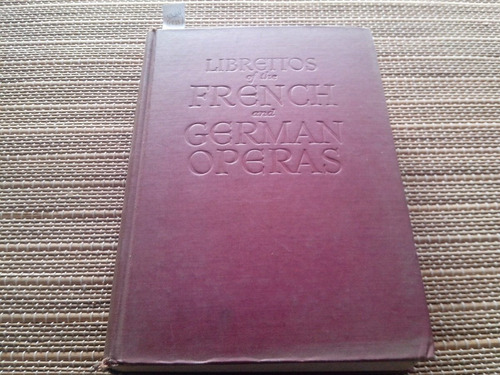 LIBRETTOS
of the
FRENCH
and
GERMAN
OPERAS